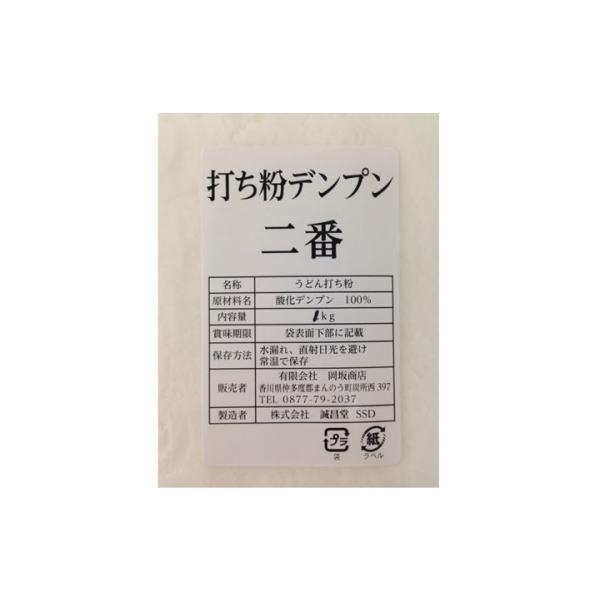 打ち粉デンプン
二番
名称 うどん打ち粉
原材料名 酸化デンプン 100%
内容量 1kg
賞味期限 袋表面下部に記載
保存方法 水漏れ、直射日光を避け
常温で保存
販売者 有限会社 岡坂商店
香川県仲多度郡まんのう町炭所西 397
TEL 0877-79-2037
製造者 株式会社 誠昌堂 SSD
プラ 紙
袋 ラベル